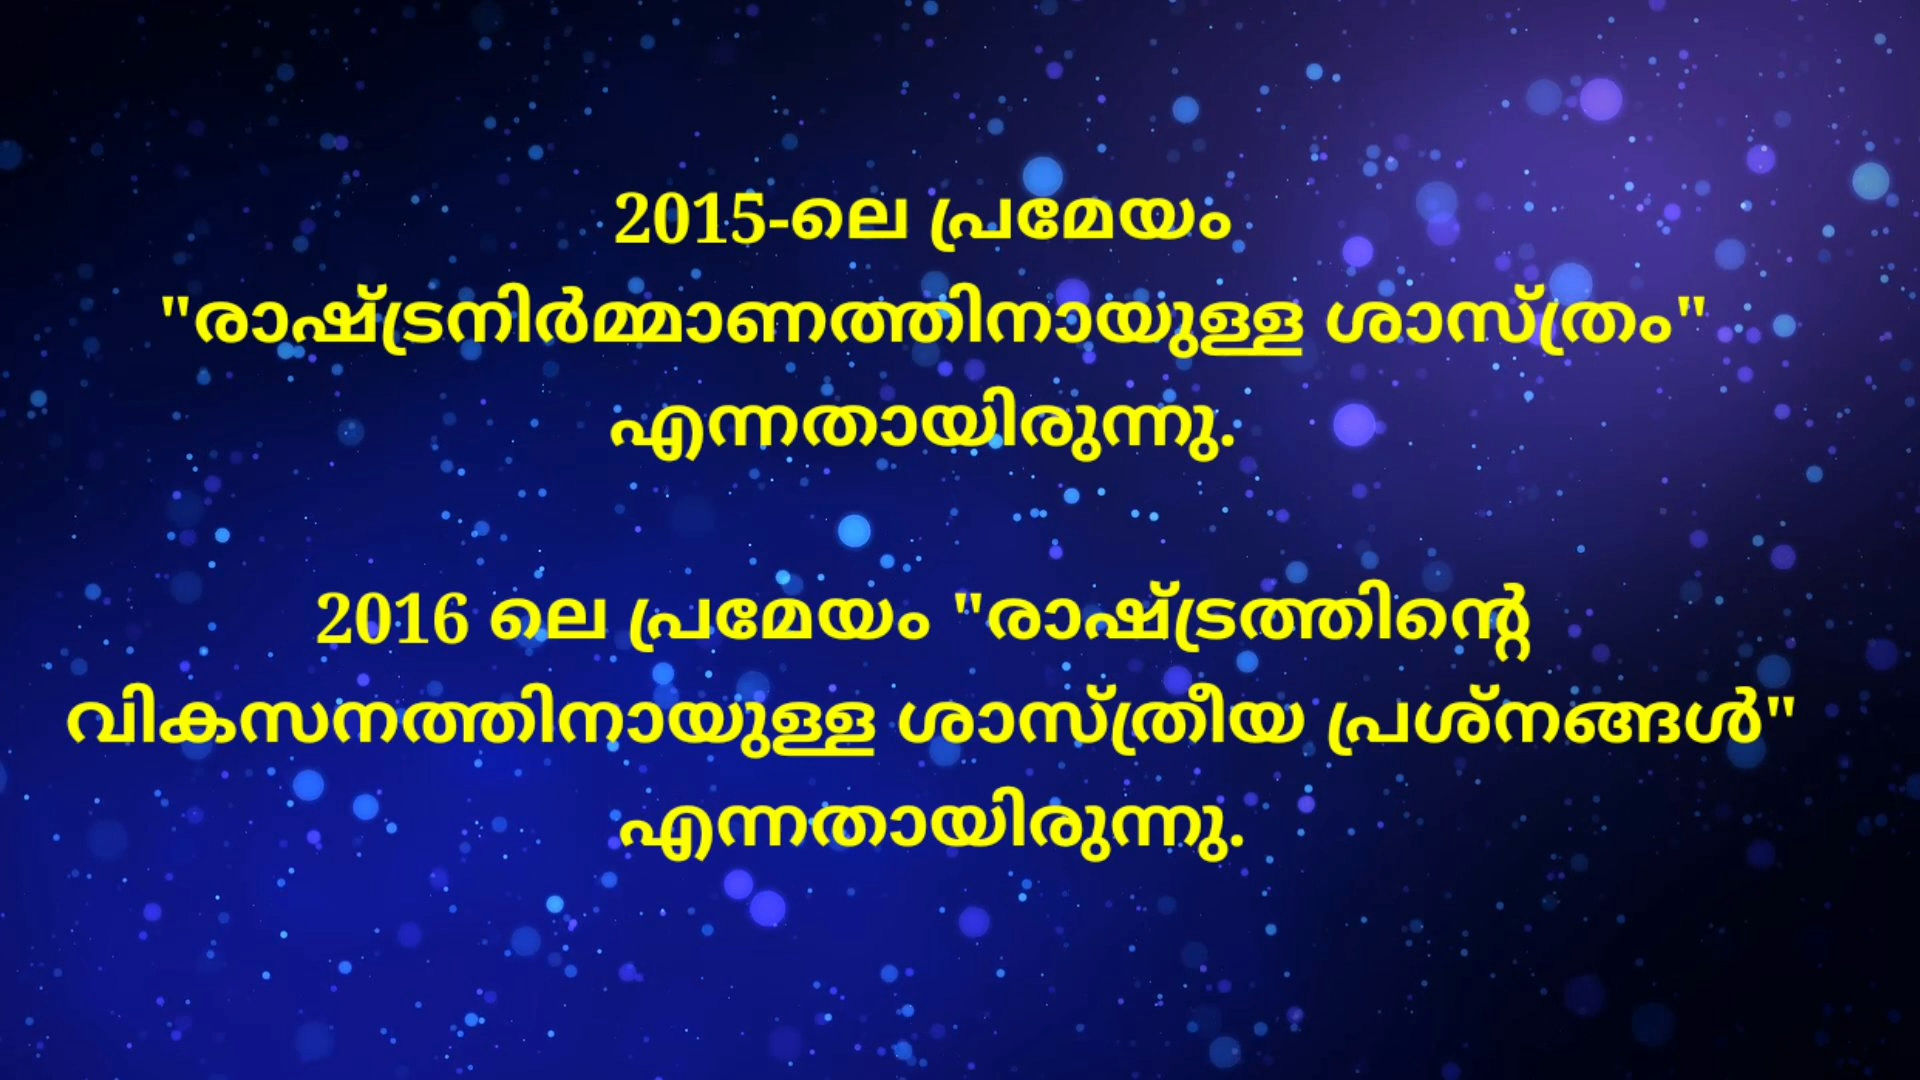 2015-ലെ പ്രമേയം
"രാഷ്ട്രനിർമ്മാണത്തിനായുള്ള ശാസ്ത്രം"
എന്നതായിരുന്നു.
2016 ലെ പ്രമേയം "രാഷ്ട്രത്തിന്റെ
വികസനത്തിനായുള്ള ശാസ്ത്രീയ പ്രശ്നങ്ങൾ"
എന്നതായിരുന്നു.